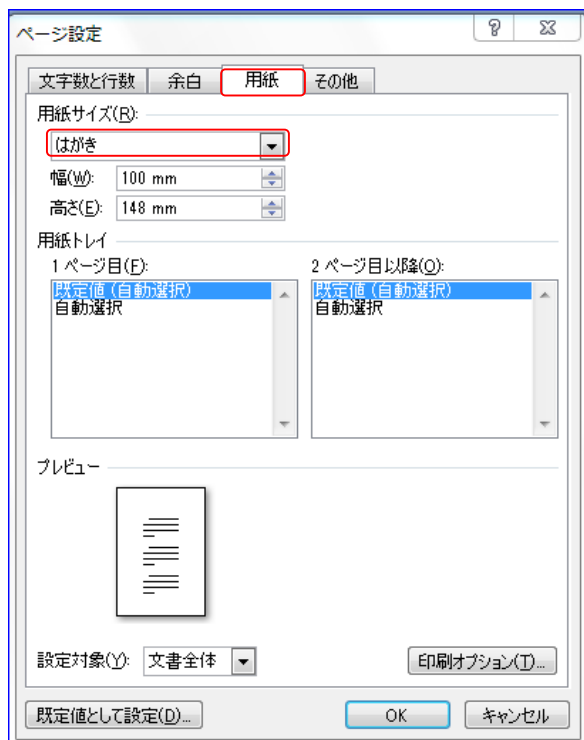 ページ設定
文字数と行数 余白 用紙 その他
用紙サイズ(R):
はがき
幅(W): 100 mm
高さ(E): 148 mm
用紙トレイ
1 ページ目(F): 2 ページ目以降(O):
既定値 (自動選択) 既定値 (自動選択)
自動選択 自動選択
プレビュー
設定対象(Y): 文書全体 印刷オプション(T)...
既定値として設定(D)... OK キャンセル